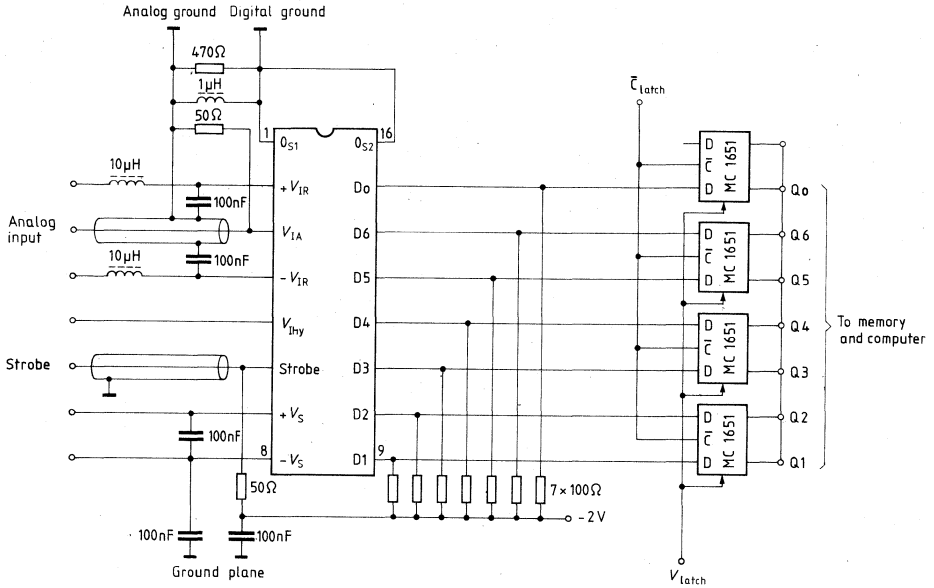 Analog ground Digital ground
470Ω
1µH
50Ω
1 16
0S1 0S2
C̅latch
10µH
+VIR
100nF
Do
D
C̅
D
MC 1651
Qo
Analog
input
VIA
D6
D
C̅
D
MC 1651
Q6
10µH
100nF
-VIR
D5
Q5
VIhy
D4
D
C̅
D
MC 1651
Q4
To memory
and computer
Strobe
Strobe
D3
Q3
+VS
D2
D
C̅
D
MC 1651
Q2
100nF
8 9
-VS
D1
Q1
50Ω
7×100Ω
-2V
100nF
100nF
Ground plane
Vlatch